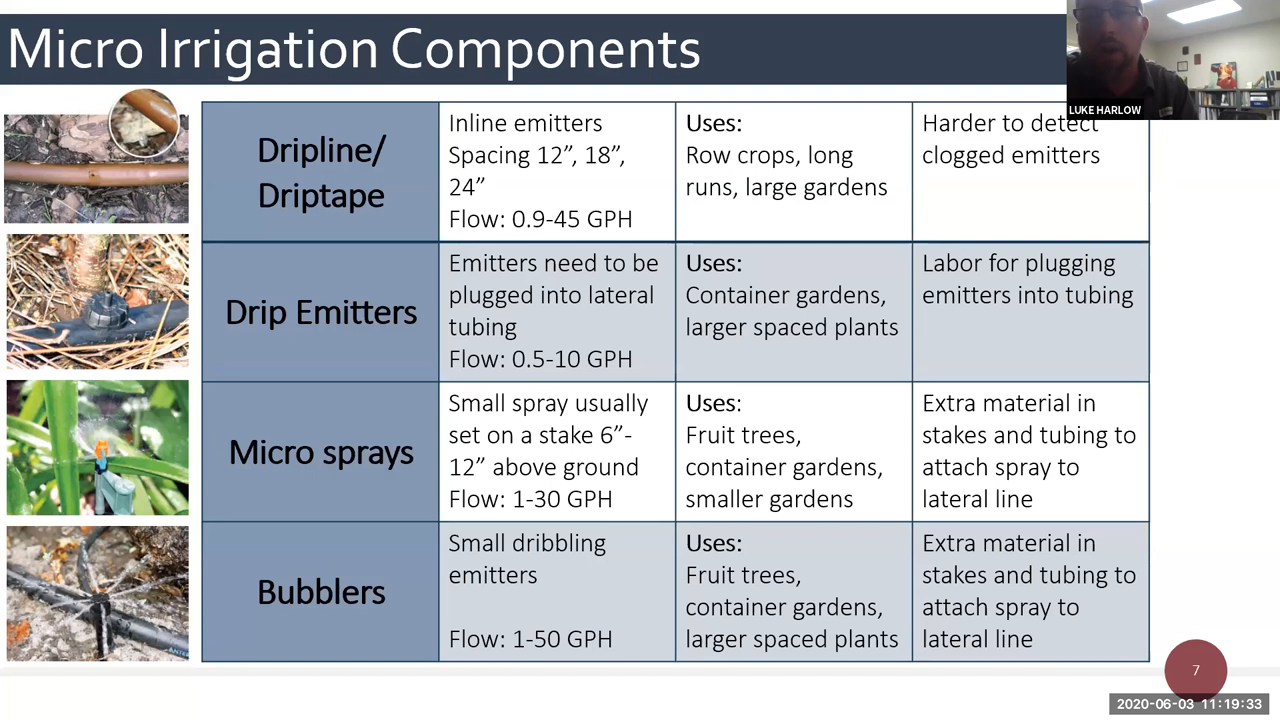 Micro Irrigation Components
LUKE HARLOW
Dripline/
Driptape
Inline emitters
Spacing 12”, 18”,
24”
Flow: 0.9-45 GPH
Uses:
Row crops, long
runs, large gardens
Harder to detect
clogged emitters
Drip Emitters
Emitters need to be
plugged into lateral
tubing
Flow: 0.5-10 GPH
Uses:
Container gardens,
larger spaced plants
Labor for plugging
emitters into tubing
Micro sprays
Small spray usually
set on a stake 6”-
12” above ground
Flow: 1-30 GPH
Uses:
Fruit trees,
container gardens,
smaller gardens
Extra material in
stakes and tubing to
attach spray to
lateral line
Bubblers
Small dribbling
emitters
Flow: 1-50 GPH
Uses:
Fruit trees,
container gardens,
larger spaced plants
Extra material in
stakes and tubing to
attach spray to
lateral line
7
2020-06-03 11:19:33